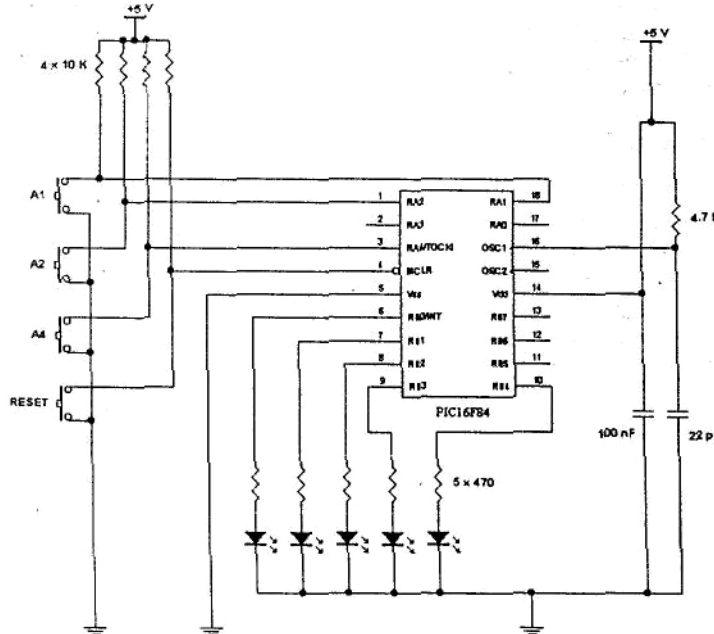 +5 V
+5 V
4 × 10 K
A1
A2
A4
RESET
1 RA2 RA1 18
2 RA3 RA0 17
3 RA4/TOCKI OSC1 16
4 MCLR OSC2 15
5 Vss Vdd 14
6 RB0/INT RB7 13
7 RB1 RB6 12
8 RB2 RB5 11
9 RB3 RB4 10
PIC16F84
4.7
100 nF
22 p
5 × 470